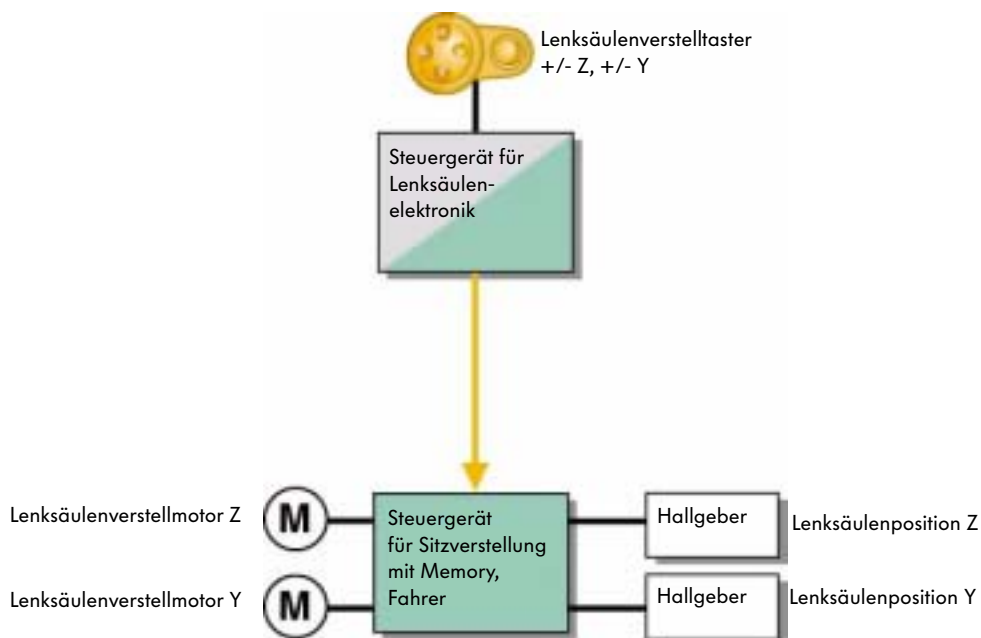 Lenksäulenverstelltaster
+/- Z, +/- Y
Steuergerät für
Lenksäulen-
elektronik
Lenksäulenverstellmotor Z
M
Steuergerät
für Sitzverstellung
mit Memory,
Fahrer
Hallgeber
Lenksäulenposition Z
Lenksäulenverstellmotor Y
M
Hallgeber
Lenksäulenposition Y